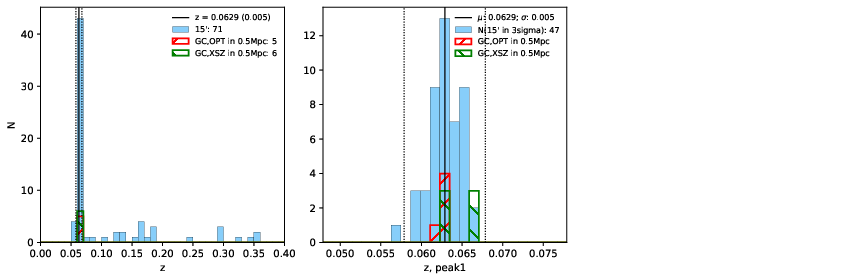 z = 0.0629 (0.005)
15': 71
GC,OPT in 0.5Mpc: 5
GC,XSZ in 0.5Mpc: 6
N
40
30
20
10
0
0.00 0.05 0.10 0.15 0.20 0.25 0.30 0.35 0.40
z
μ: 0.0629; σ: 0.005
N(15' in 3sigma): 47
GC,OPT in 0.5Mpc
GC,XSZ in 0.5Mpc
12
10
8
6
4
2
0
0.050 0.055 0.060 0.065 0.070 0.075
z, peak1